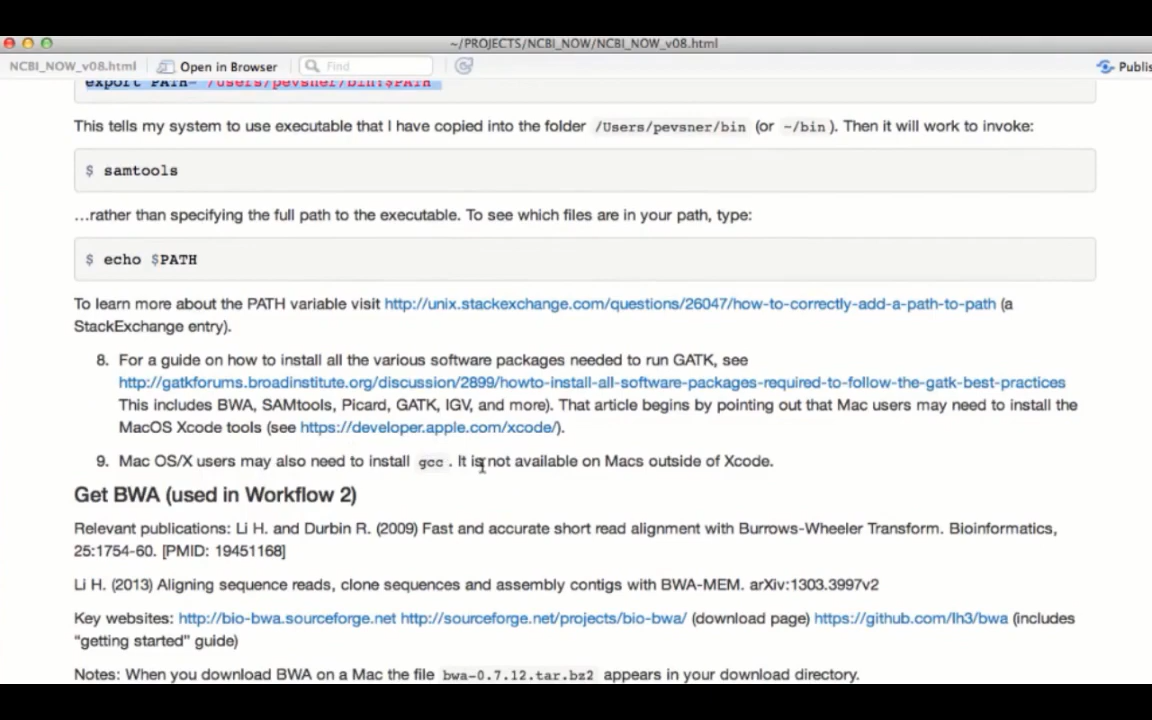 ~/PROJECTS/NCBI_NOW/NCBI_NOW_v08.html
NCBI_NOW_v08.html Open in Browser Find Publis
export PATH="/Users/pevsner/bin:$PATH"
This tells my system to use executable that I have copied into the folder /Users/pevsner/bin (or ~/bin ). Then it will work to invoke:
$ samtools
…rather than specifying the full path to the executable. To see which files are in your path, type:
$ echo $PATH
To learn more about the PATH variable visit http://unix.stackexchange.com/questions/26047/how-to-correctly-add-a-path-to-path (a
StackExchange entry).
8. For a guide on how to install all the various software packages needed to run GATK, see
http://gatkforums.broadinstitute.org/discussion/2899/howto-install-all-software-packages-required-to-follow-the-gatk-best-practices
This includes BWA, SAMtools, Picard, GATK, IGV, and more). That article begins by pointing out that Mac users may need to install the
MacOS Xcode tools (see https://developer.apple.com/xcode/).
9. Mac OS/X users may also need to install gcc . It is not available on Macs outside of Xcode.
Get BWA (used in Workflow 2)
Relevant publications: Li H. and Durbin R. (2009) Fast and accurate short read alignment with Burrows-Wheeler Transform. Bioinformatics,
25:1754-60. [PMID: 19451168]
Li H. (2013) Aligning sequence reads, clone sequences and assembly contigs with BWA-MEM. arXiv:1303.3997v2
Key websites: http://bio-bwa.sourceforge.net http://sourceforge.net/projects/bio-bwa/ (download page) https://github.com/lh3/bwa (includes
“getting started” guide)
Notes: When you download BWA on a Mac the file bwa-0.7.12.tar.bz2 appears in your download directory.